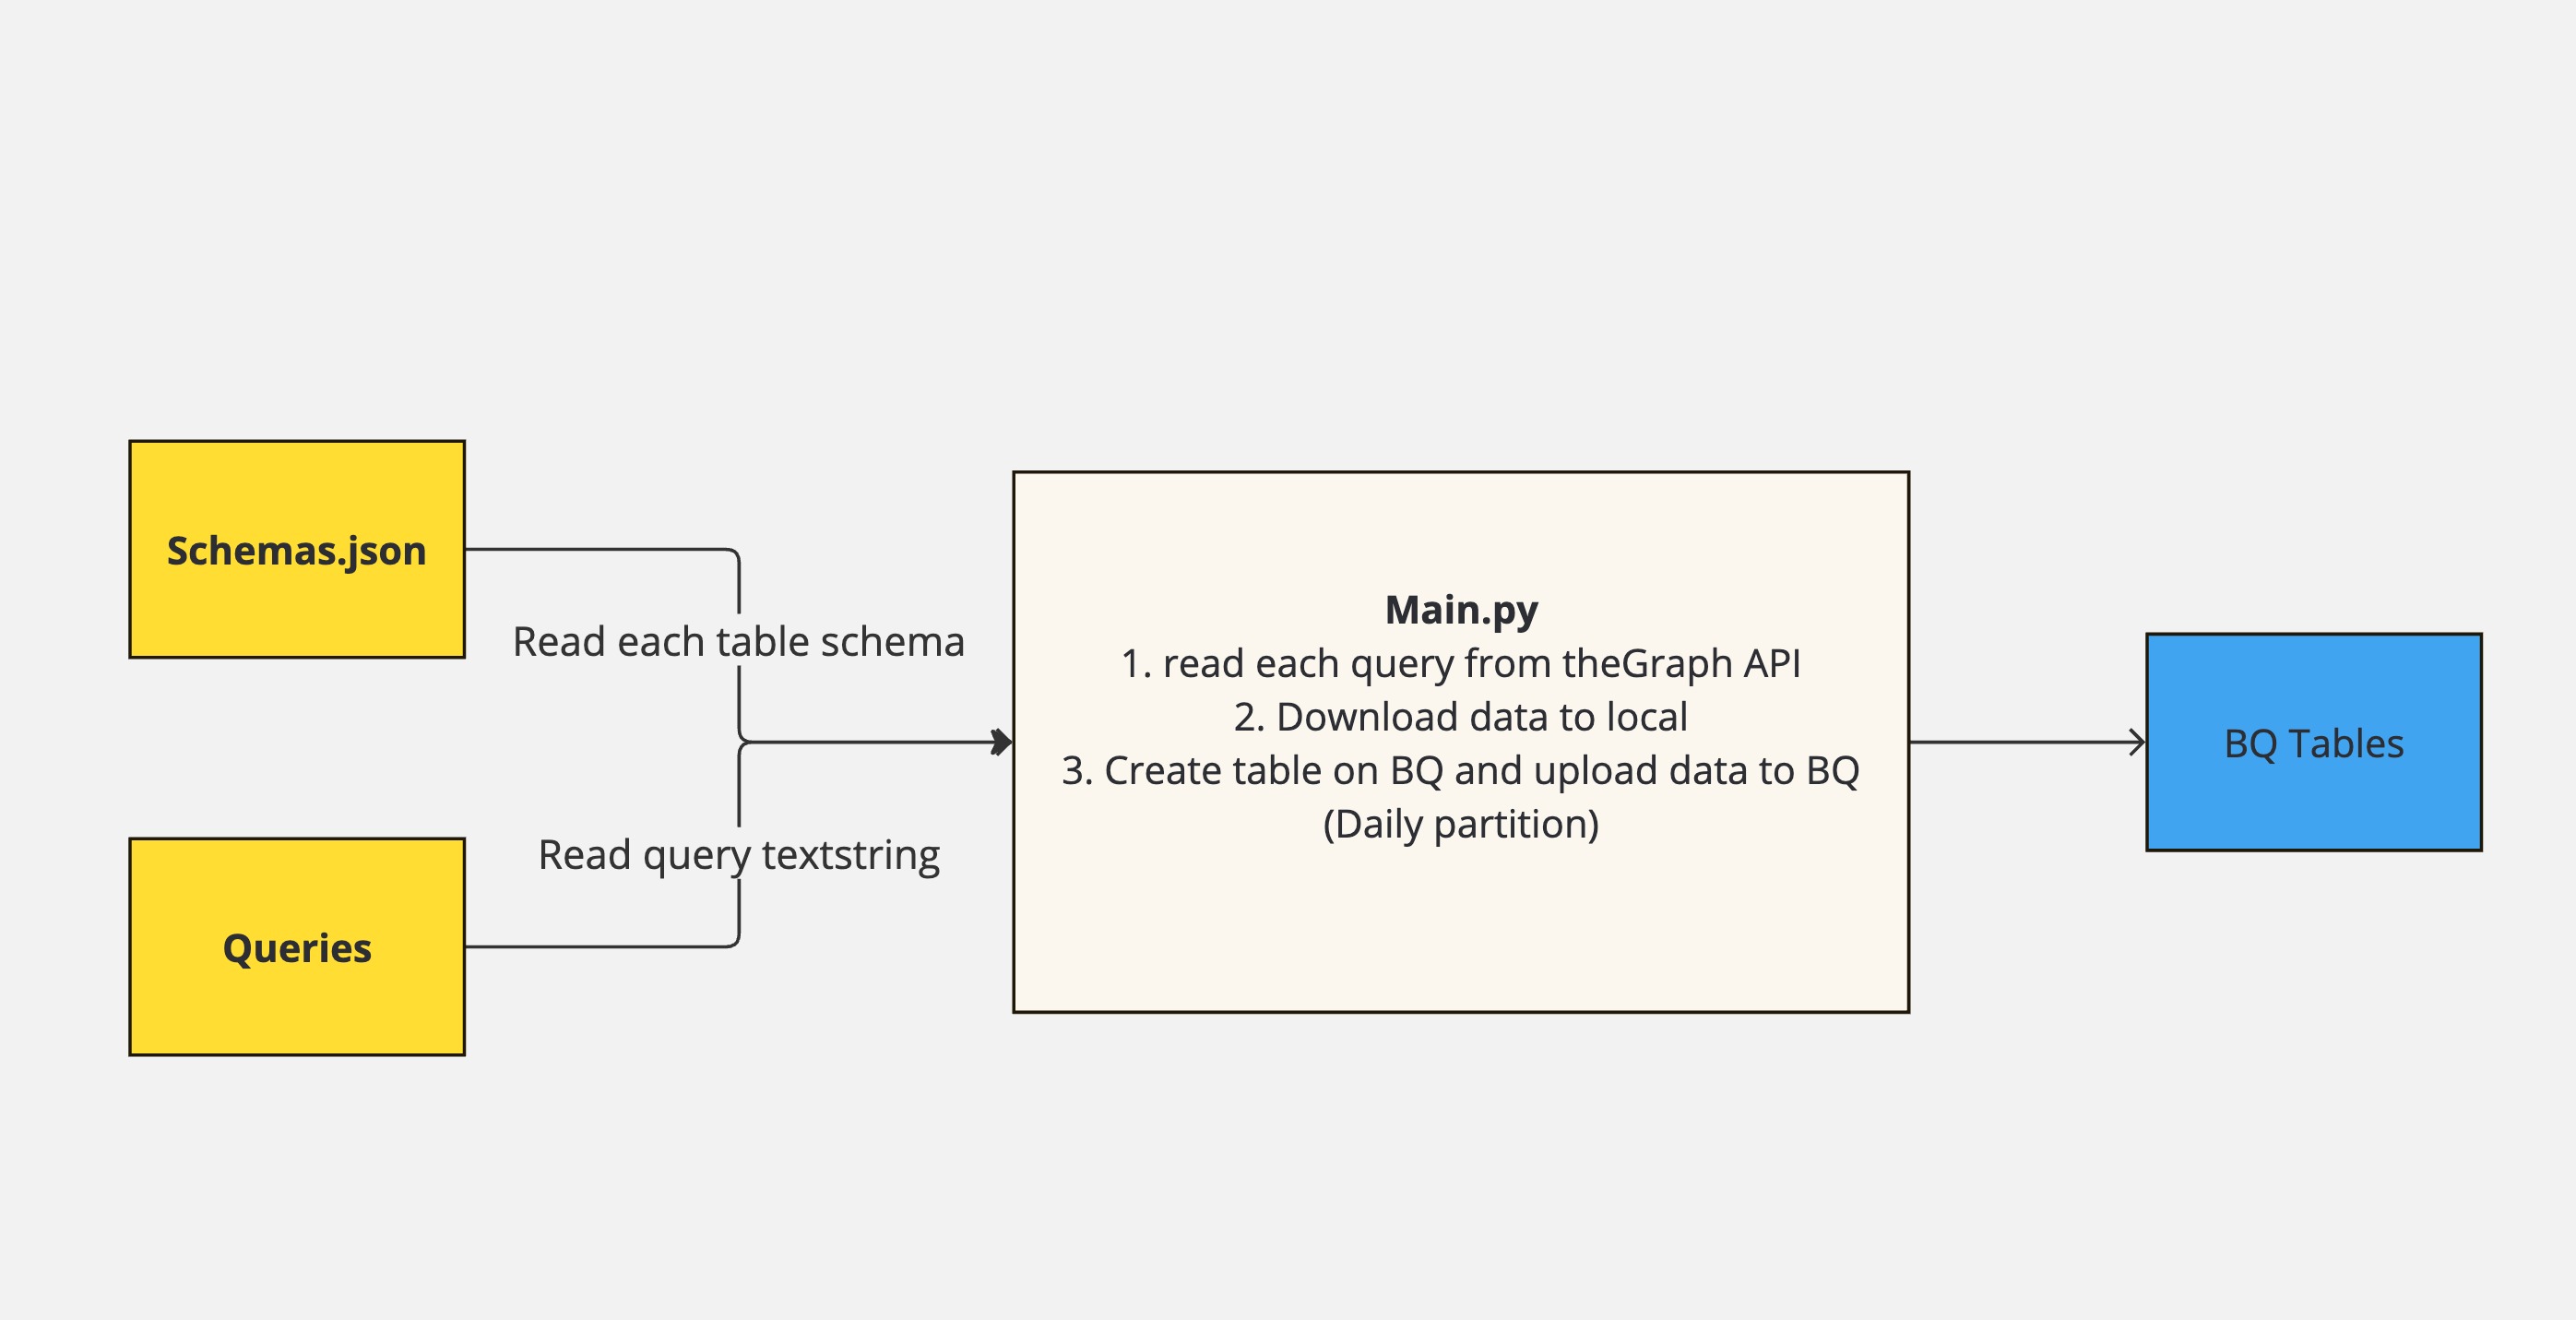 Schemas.json
Read each table schema
Read query textstring
Queries
Main.py
1. read each query from theGraph API
2. Download data to local
3. Create table on BQ and upload data to BQ
(Daily partition)
BQ Tables